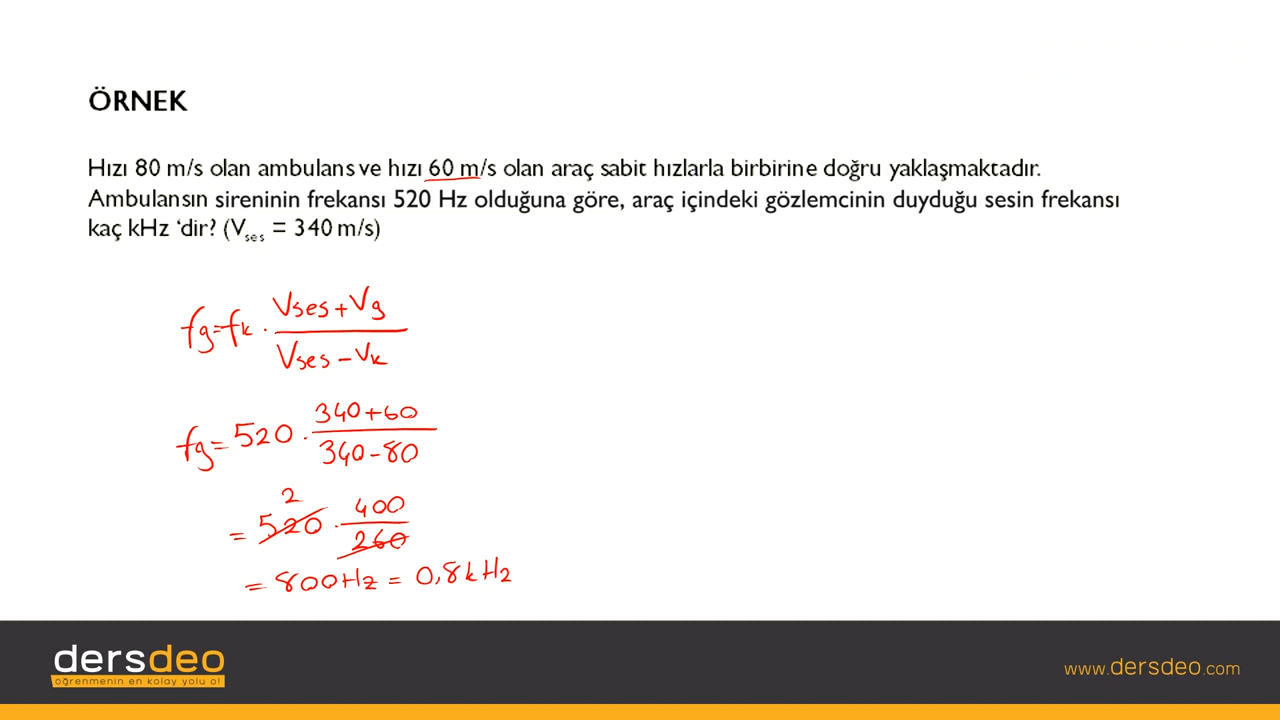 ÖRNEK
Hızı 80 m/s olan ambulans ve hızı 60 m/s olan araç sabit hızlarla birbirine doğru yaklaşmaktadır.
Ambulansın sireninin frekansı 520 Hz olduğuna göre, araç içindeki gözlemcinin duyduğu sesin frekansı
kaç kHz ‘dir? (Vses = 340 m/s)
fg=fk · Vses+Vg
Vses-Vk
fg=520 · 340+60
340-80
2
= 520 · 400
260
= 800Hz = 0,8kHz
dersdeo
öğrenmenin en kolay yolu o!
www.dersdeo.com